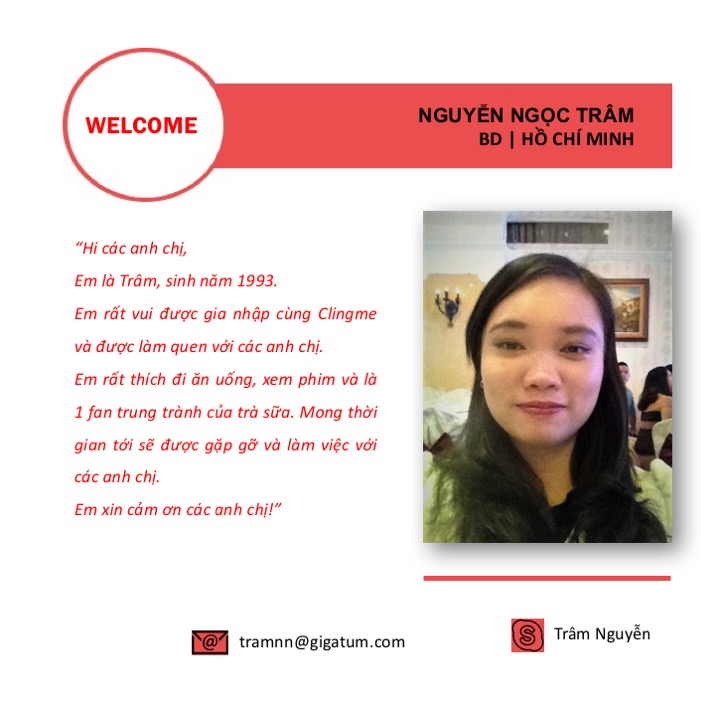 WELCOME
NGUYỄN NGỌC TRÂM
BD | HỒ CHÍ MINH
“Hi các anh chị,
Em là Trâm, sinh năm 1993.
Em rất vui được gia nhập cùng Clingme
và được làm quen với các anh chị.
Em rất thích đi ăn uống, xem phim và là
1 fan trung trành của trà sữa. Mong thời
gian tới sẽ được gặp gỡ và làm việc với
các anh chị.
Em xin cảm ơn các anh chị!”
tramnn@gigatum.com
Trâm Nguyễn